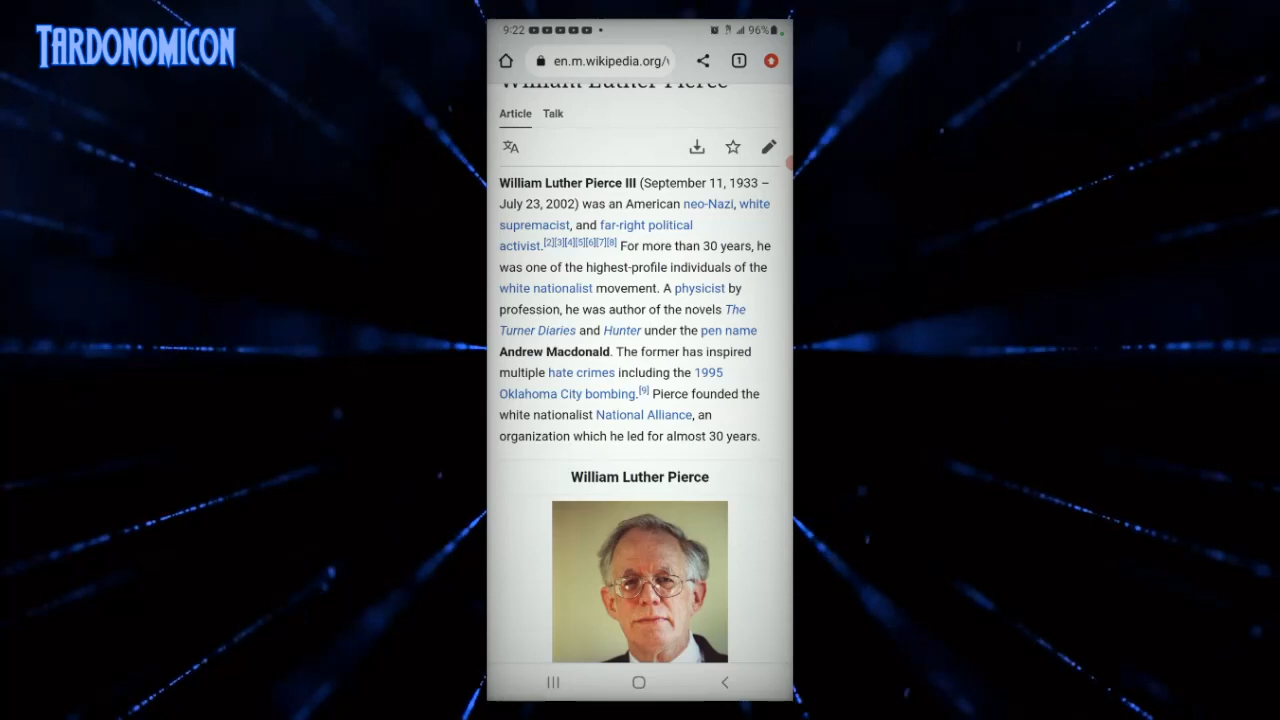 TARDONOMICON
9:22
96%
en.m.wikipedia.org/
1
William Luther Pierce
Article Talk
William Luther Pierce III (September 11, 1933 –
July 23, 2002) was an American neo-Nazi, white
supremacist, and far-right political
activist.[2][3][4][5][6][7][8] For more than 30 years, he
was one of the highest-profile individuals of the
white nationalist movement. A physicist by
profession, he was author of the novels The
Turner Diaries and Hunter under the pen name
Andrew Macdonald. The former has inspired
multiple hate crimes including the 1995
Oklahoma City bombing.[9] Pierce founded the
white nationalist National Alliance, an
organization which he led for almost 30 years.
William Luther Pierce